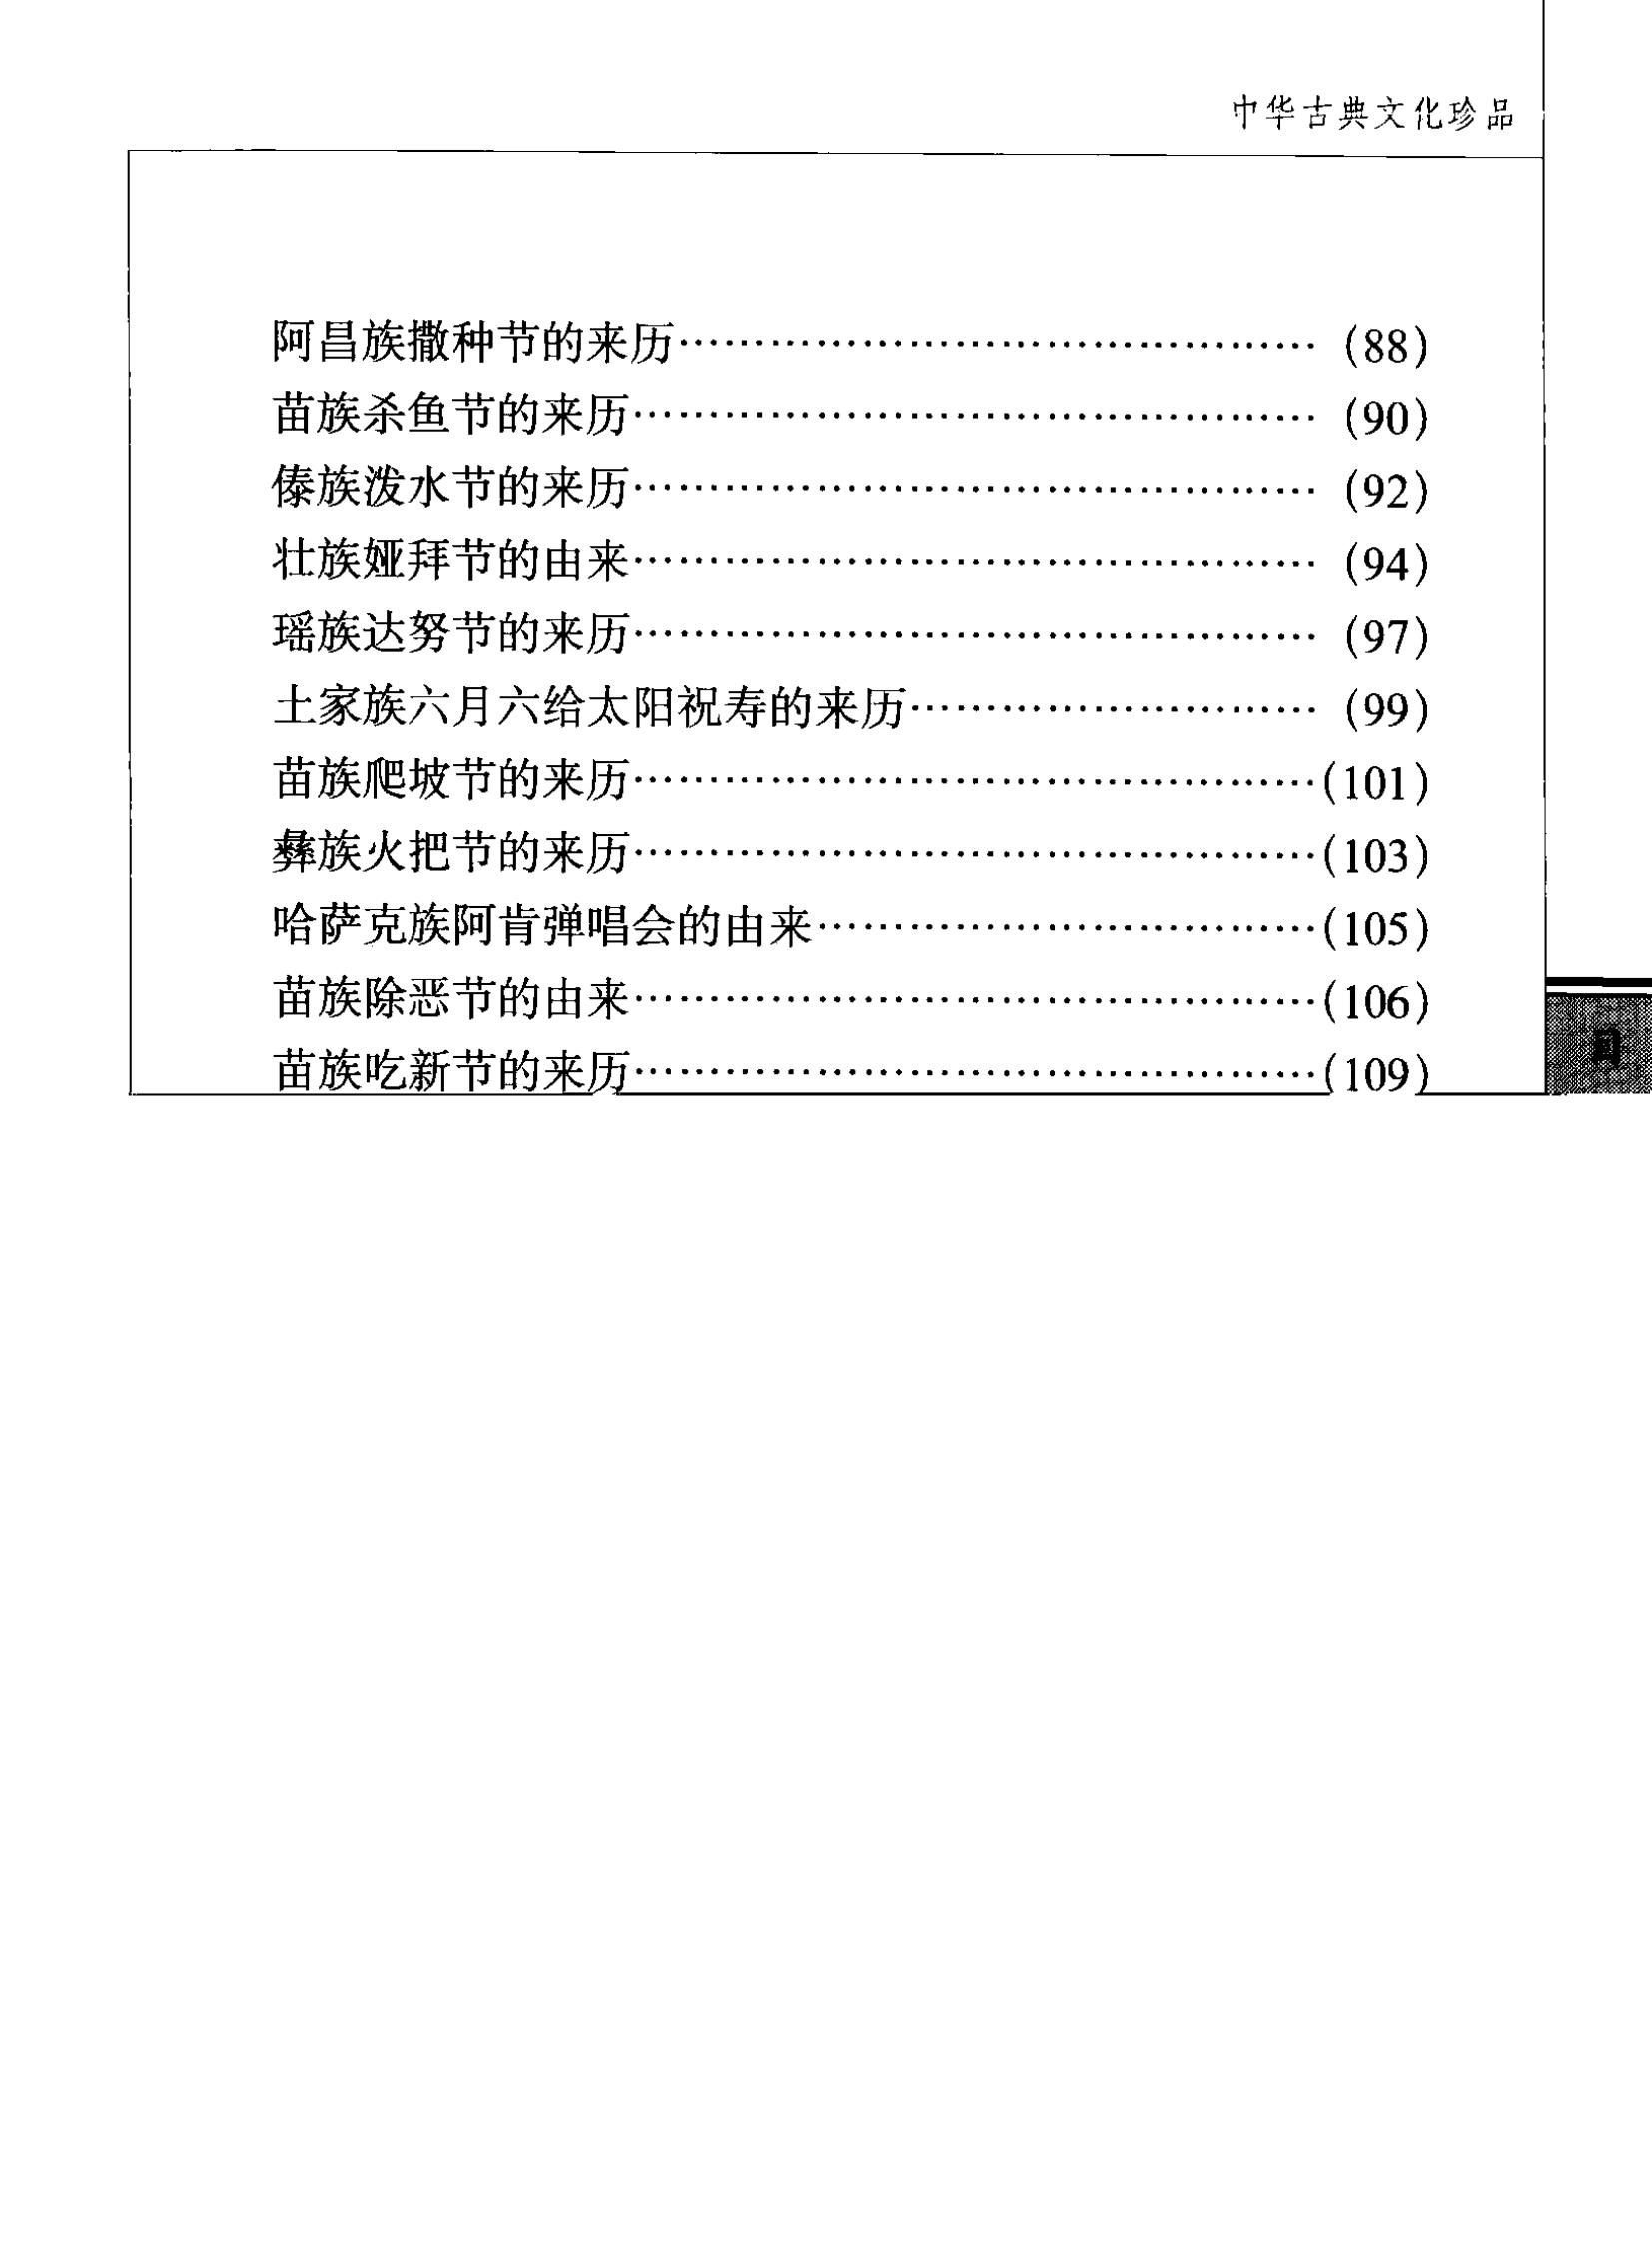 中华古典文化珍品
阿昌族撒种节的来历········································· (88)
苗族杀鱼节的来历············································ (90)
傣族泼水节的来历············································ (92)
壮族娅拜节的由来············································ (94)
瑶族达努节的来历············································ (97)
土家族六月六给太阳祝寿的来历··························· (99)
苗族爬坡节的来历············································(101)
彝族火把节的来历············································(103)
哈萨克族阿肯弹唱会的由来································(105)
苗族除恶节的由来············································(106)
苗族吃新节的来历············································(109)